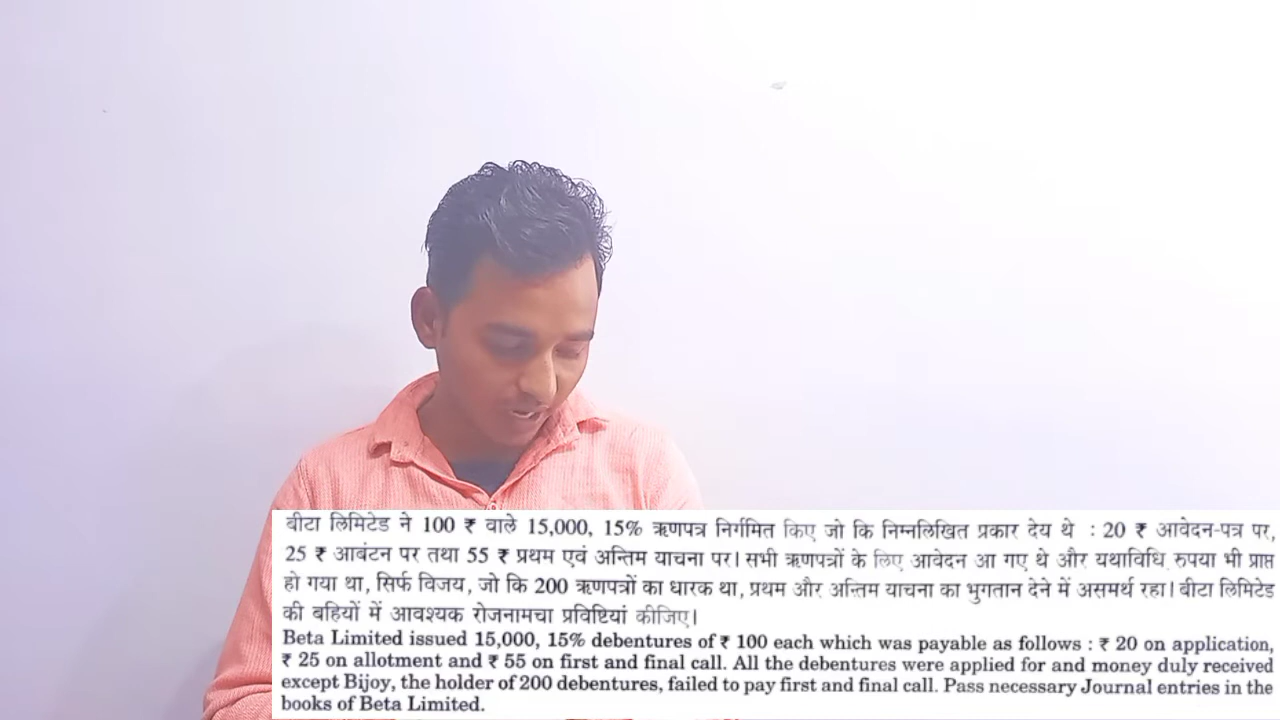 बीटा लिमिटेड ने 100 ₹ वाले 15,000, 15% ऋणपत्र निर्गमित किए जो कि निम्नलिखित प्रकार देय थे : 20 ₹ आवेदन-पत्र पर,
25 ₹ आबंटन पर तथा 55 ₹ प्रथम एवं अन्तिम याचना पर। सभी ऋणपत्रों के लिए आवेदन आ गए थे और यथाविधि रुपया भी प्राप्त
हो गया था, सिर्फ विजय, जो कि 200 ऋणपत्रों का धारक था, प्रथम और अन्तिम याचना का भुगतान देने में असमर्थ रहा। बीटा लिमिटेड
की बहियों में आवश्यक रोजनामचा प्रविष्टियां कीजिए।
Beta Limited issued 15,000, 15% debentures of ₹ 100 each which was payable as follows : ₹ 20 on application,
₹ 25 on allotment and ₹ 55 on first and final call. All the debentures were applied for and money duly received
except Bijoy, the holder of 200 debentures, failed to pay first and final call. Pass necessary Journal entries in the
books of Beta Limited.